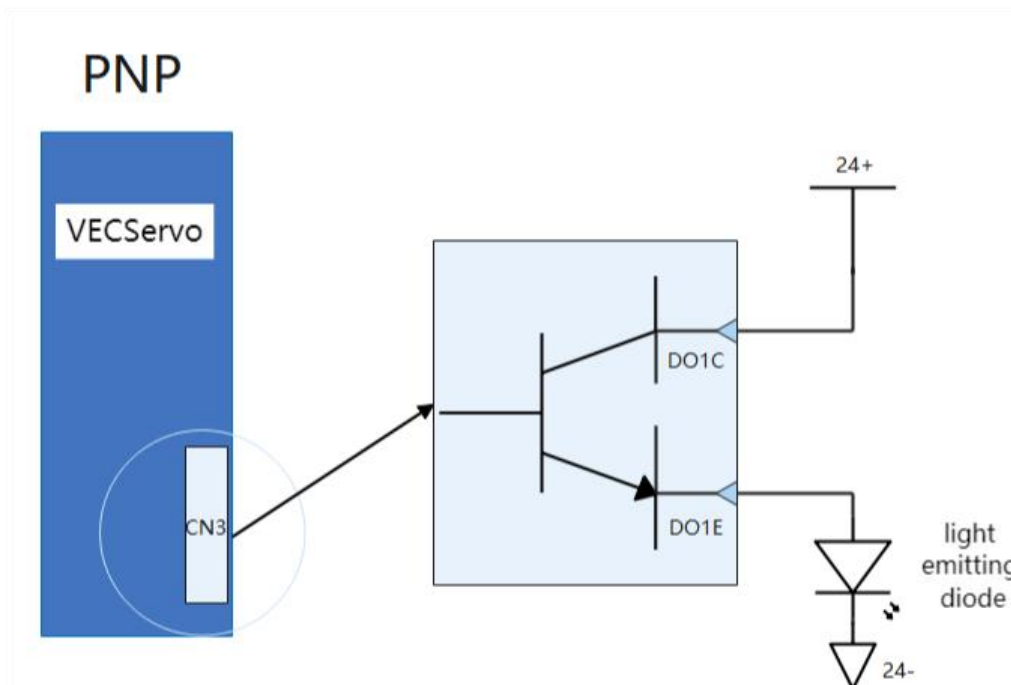 PNP
VECServo
CN3
24+
DO1C
DO1E
light
emitting
diode
24-